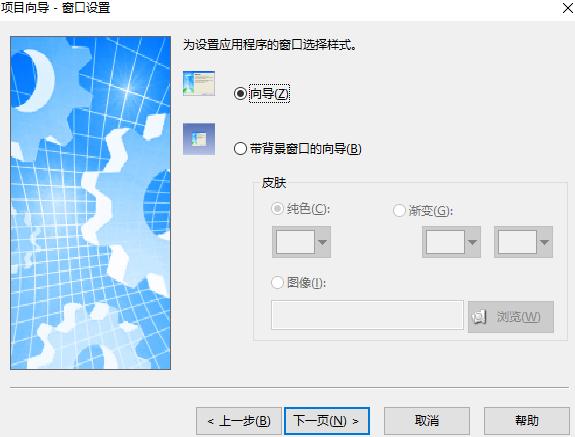 项目向导 - 窗口设置
为设置应用程序的窗口选择样式。
向导(Z)
带背景窗口的向导(B)
皮肤
纯色(C): 渐变(G):
图像(I):
浏览(W)
< 上一步(B) 下一页(N) > 取消 帮助